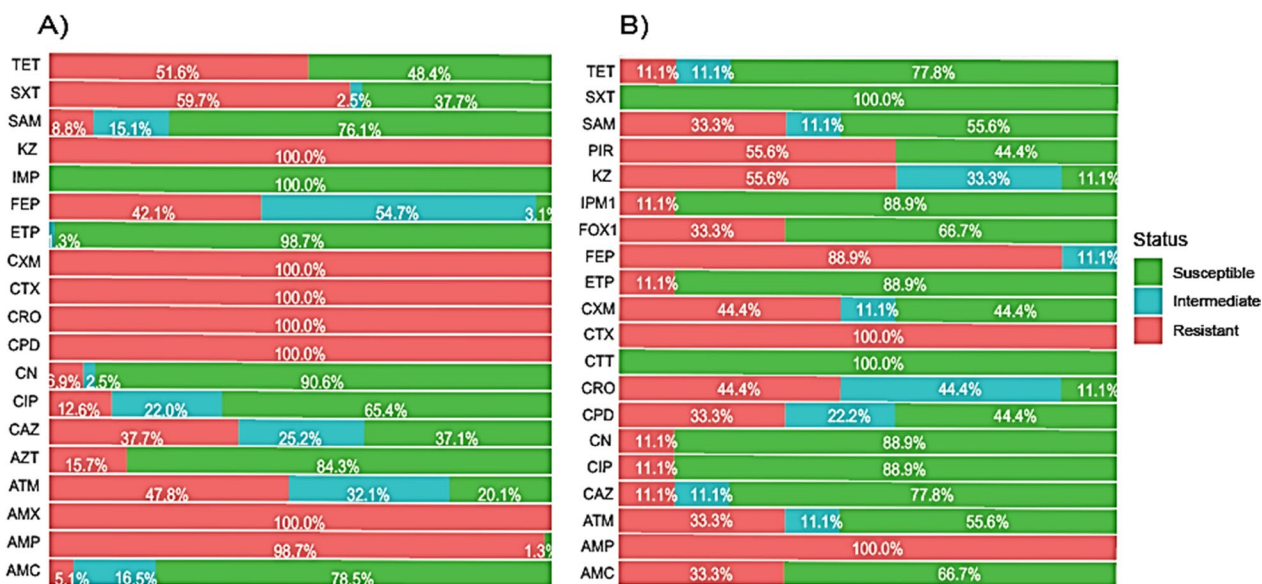 A)
TET 51.6% 48.4%
SXT 59.7% 2.5% 37.7%
SAM 8.8% 15.1% 76.1%
KZ 100.0%
IMP 100.0%
FEP 42.1% 54.7% 3.1%
ETP 1.3% 98.7%
CXM 100.0%
CTX 100.0%
CRO 100.0%
CPD 100.0%
CN 6.9% 2.5% 90.6%
CIP 12.6% 22.0% 65.4%
CAZ 37.7% 25.2% 37.1%
AZT 15.7% 84.3%
ATM 47.8% 32.1% 20.1%
AMX 100.0%
AMP 98.7% 1.3%
AMC 5.1% 16.5% 78.5%
B)
TET 11.1% 11.1% 77.8%
SXT 100.0%
SAM 33.3% 11.1% 55.6%
PIR 55.6% 44.4%
KZ 55.6% 33.3% 11.1%
IPM1 11.1% 88.9%
FOX1 33.3% 66.7%
FEP 88.9% 11.1%
ETP 11.1% 88.9%
CXM 44.4% 11.1% 44.4%
CTX 100.0%
CTT 100.0%
CRO 44.4% 44.4% 11.1%
CPD 33.3% 22.2% 44.4%
CN 11.1% 88.9%
CIP 11.1% 88.9%
CAZ 11.1% 11.1% 77.8%
ATM 33.3% 11.1% 55.6%
AMP 100.0%
AMC 33.3% 66.7%
Status
Susceptible
Intermediate
Resistant